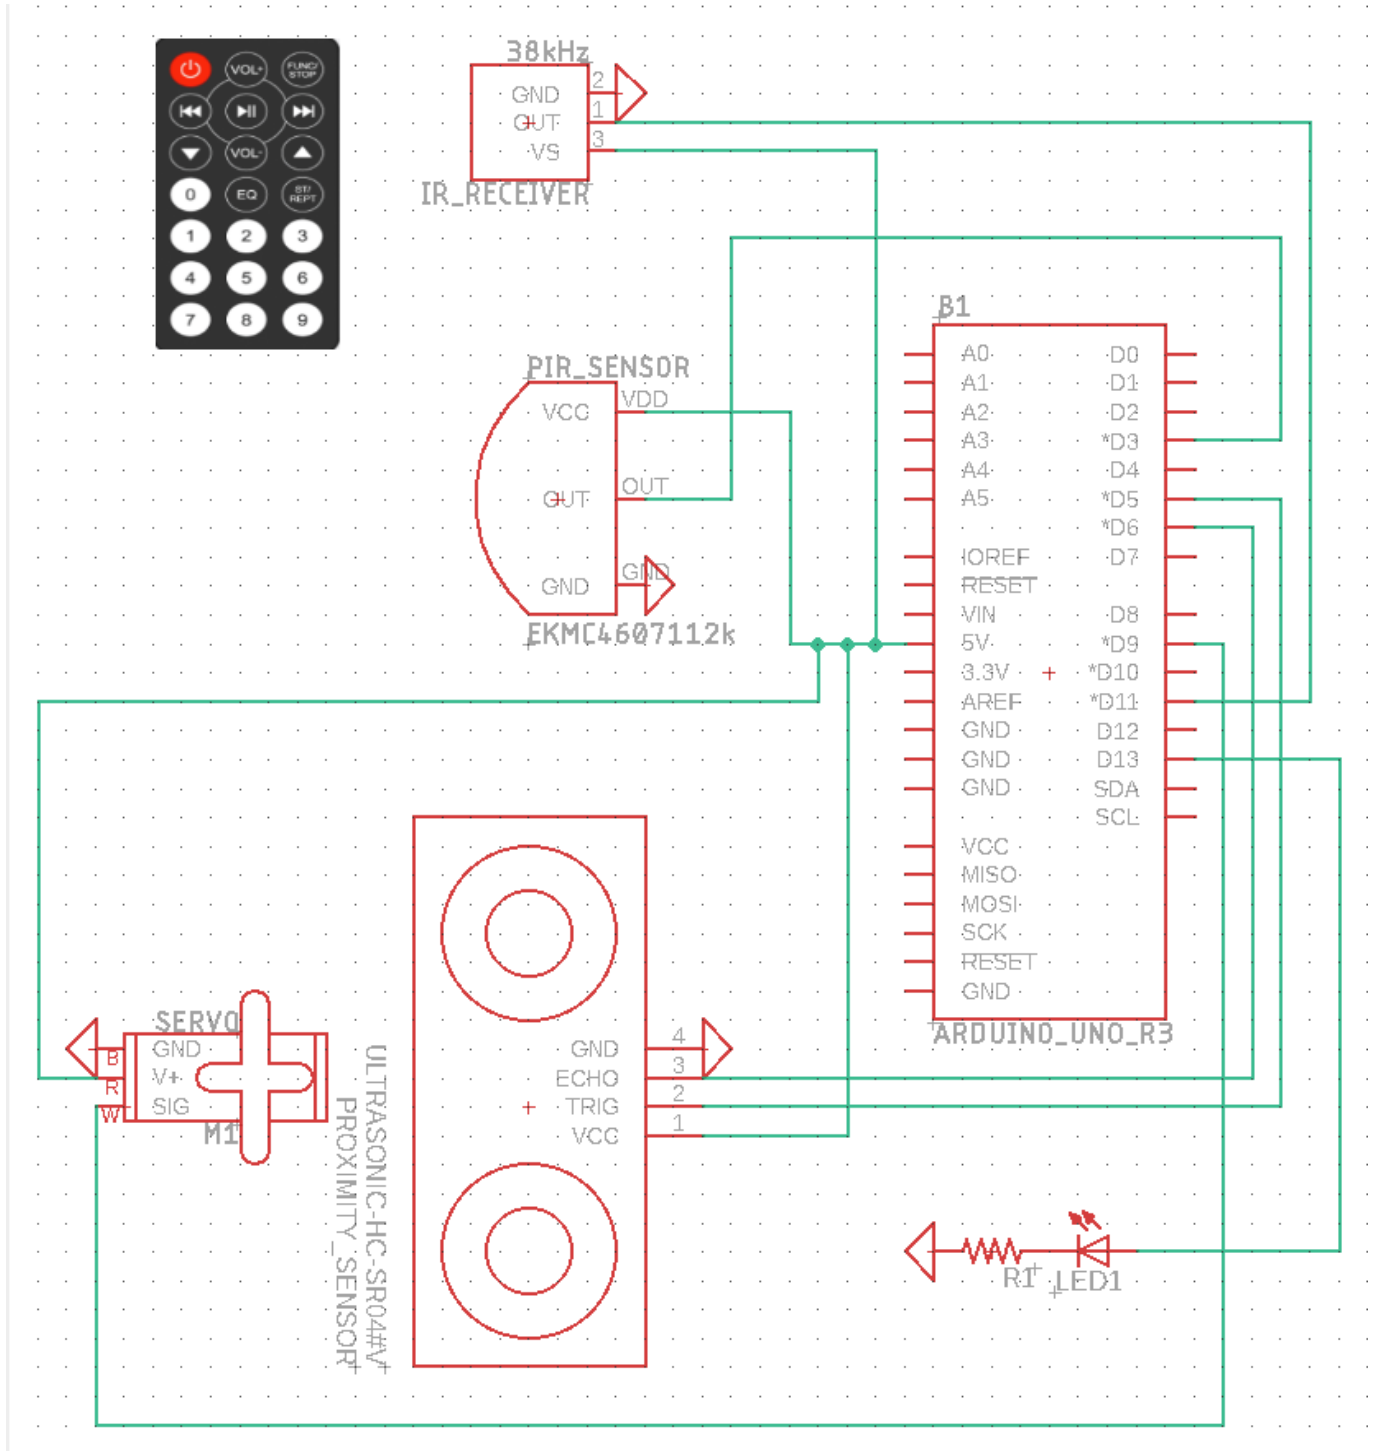 VOL+
FUNC/
STOP
VOL-
0
EQ
ST/
REPT
1
2
3
4
5
6
7
8
9
38kHz
GND
2
OUT
1
VS
3
IR_RECEIVER
PIR_SENSOR
VCC
VDD
OUT
OUT
GND
GND
EKMC4607112k
B1
A0
D0
A1
D1
A2
D2
A3
*D3
A4
D4
A5
*D5
*D6
IOREF
D7
RESET
VIN
D8
5V
*D9
3.3V
*D10
AREF
*D11
GND
D12
GND
D13
GND
SDA
SCL
VCC
MISO
MOSI
SCK
RESET
GND
ARDUINO_UNO_R3
SERVO
GND
B
V+
R
SIG
W
M1
ULTRASONIC-HC-SR04#V
PROXIMITY_SENSOR
GND
4
ECHO
3
TRIG
2
VCC
1
R1
LED1